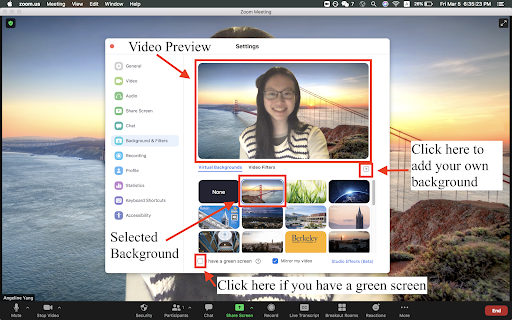 zoom.us Meeting View Edit Window Help
7
28% Fri Mar 5 6:35:23 PM
Zoom Meeting
Video Preview
Settings
General
Video
Audio
Share Screen
Chat
Background & Filters
Recording
Profile
Statistics
Keyboard Shortcuts
Accessibility
Virtual Backgrounds Video Filters
None
Berkeley
Click here to
add your own
background
Selected
Background
I have a green screen
Mirror my video
Studio Effects (Beta)
Click here if you have a green screen
Angeline Yang
Mute
Stop Video
Security
Participants
Chat
Share Screen
Record
Live Transcript
Breakout Rooms
Reactions
More
End